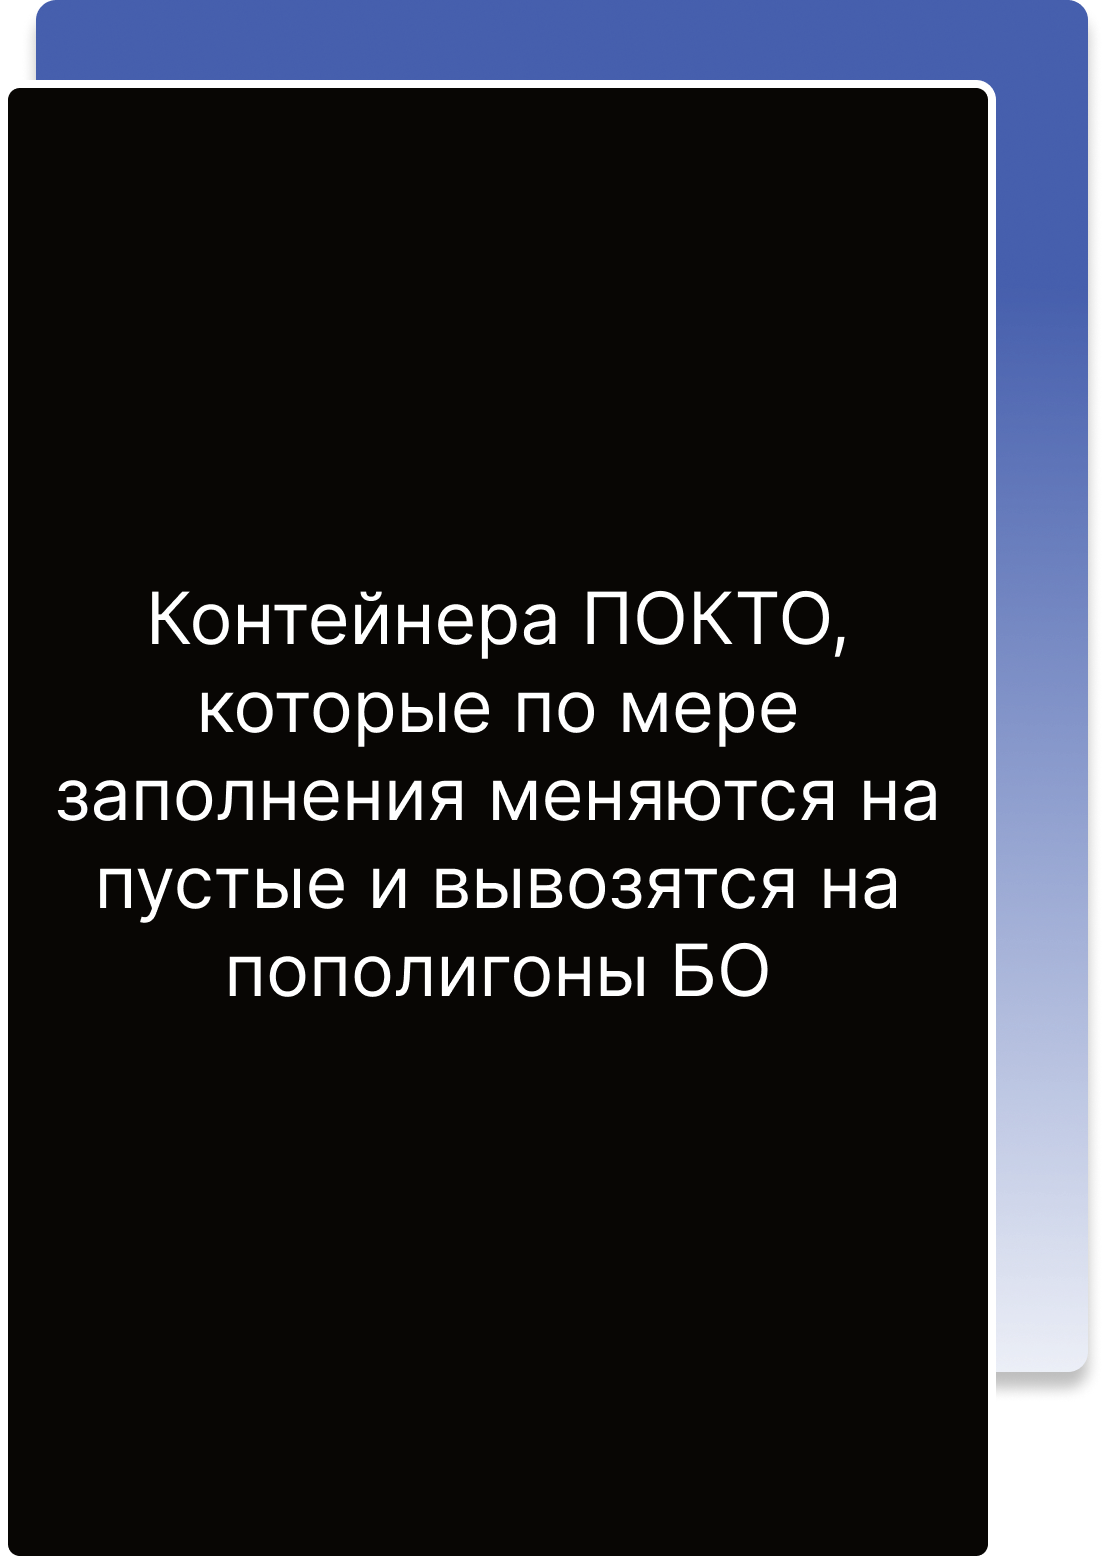 Контейнера ПОКТО,
которые по мере
заполнения меняются на
пустые и вывозятся на
пополигоны БО